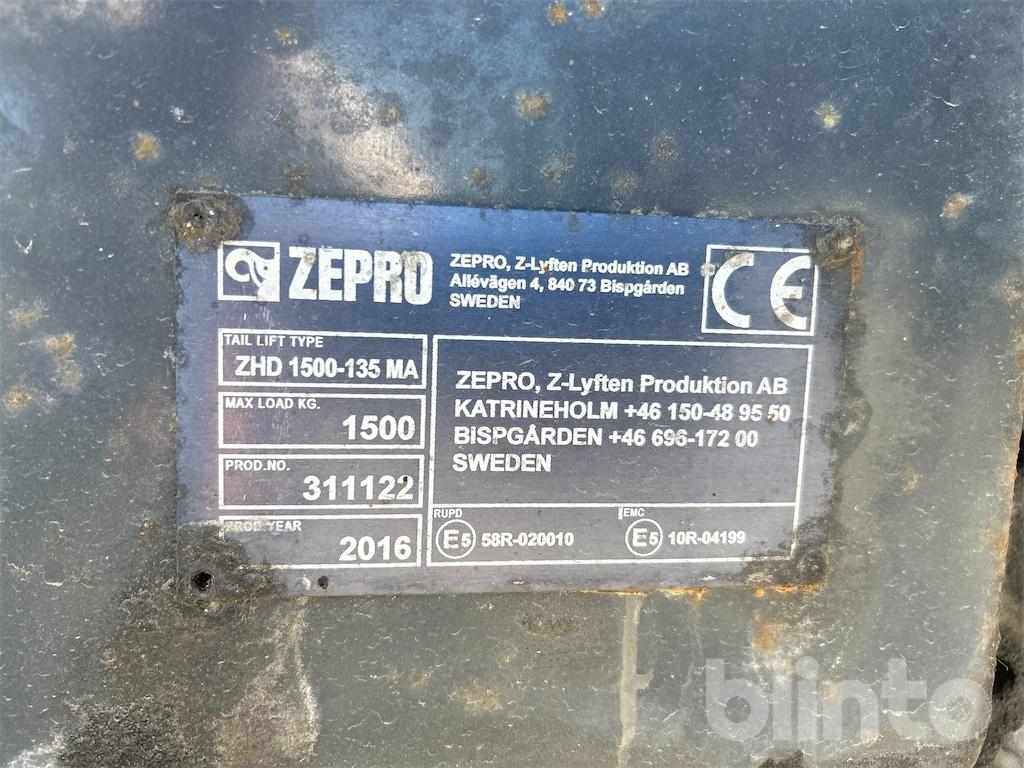 ZEPRO
ZEPRO, Z-Lyften Produktion AB
Allévägen 4, 840 73 Bispgården
SWEDEN
CE
TAIL LIFT TYPE
ZHD 1500-135 MA
MAX LOAD KG.
1500
PROD.NO.
311122
PROD YEAR
2016
ZEPRO, Z-Lyften Produktion AB
KATRINEHOLM +46 150-48 95 50
BISPGÅRDEN +46 696-172 00
SWEDEN
RUPD
E5 58R-020010
EMC
E5 10R-04199
blinto